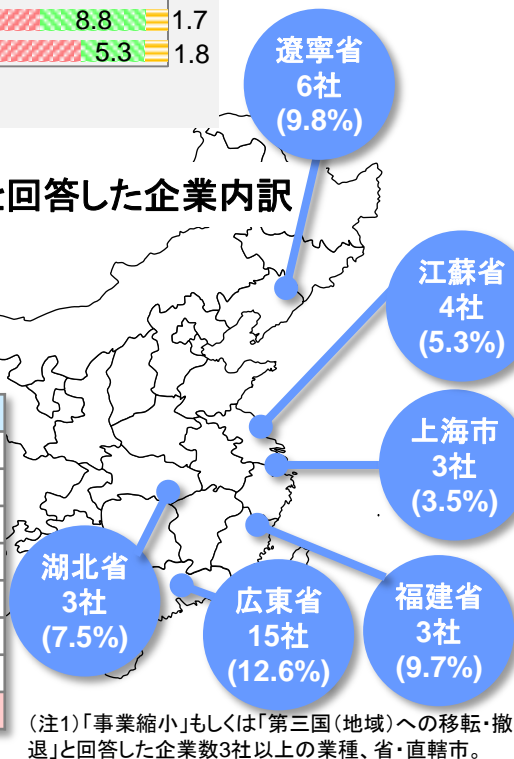 8.8 1.7
5.3 1.8
遼寧省
6社
(9.8%)
回答した企業内訳
江蘇省
4社
(5.3%)
上海市
3社
(3.5%)
湖北省
3社
(7.5%)
広東省
15社
(12.6%)
福建省
3社
(9.7%)
(注1)「事業縮小」もしくは「第三国(地域)への移転・撤
退」と回答した企業数3社以上の業種、省・直轄市。